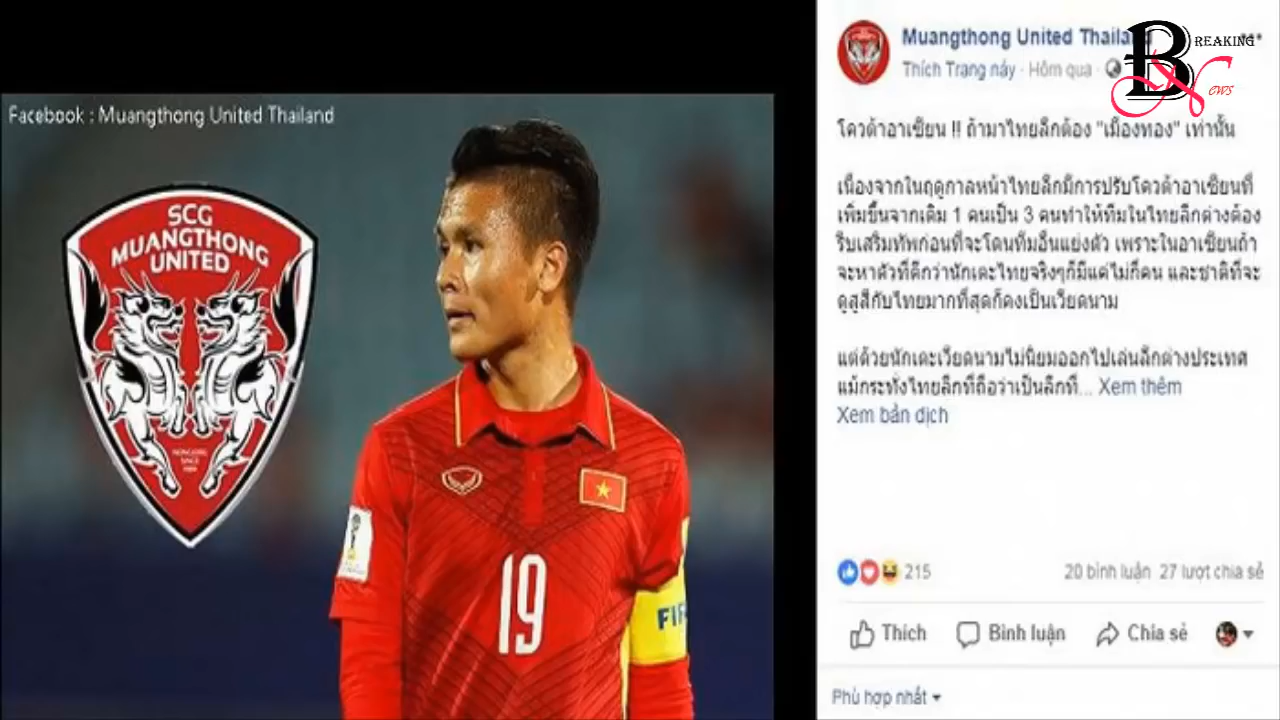 Facebook : Muangthong United Thailand
SCG
MUANGTHONG
UNITED
SINCE
19
FIFA
Muangthong United Thailand
Thích Trang này · Hôm qua ·
BREAKING
News
โควต้าอาเซียน !! ถ้ามาไทยลีกต้อง "เมืองทอง" เท่านั้น
เนื่องจากในฤดูกาลหน้าไทยลีกมีการปรับโควต้าอาเซียนที่
เพิ่มขึ้นจากเดิม 1 คนเป็น 3 คนทำให้ทีมในไทยลีกต่างต้อง
รีบเสริมทัพก่อนที่จะโดนทีมอื่นแย่งตัว เพราะในอาเซียนถ้า
จะหาตัวที่ดีกว่านักเตะไทยจริงๆก็มีแค่ไม่กี่คน และชาติที่จะ
ดูสูสีกับไทยมากที่สุดก็คงเป็นเวียดนาม
แต่ด้วยนักเตะเวียดนามไม่นิยมออกไปเล่นลีกต่างประเทศ
แม้กระทั่งไทยลีกที่ถือว่าเป็นลีกที่... Xem thêm
Xem bản dịch
215
20 bình luận 27 lượt chia sẻ
Thích Bình luận Chia sẻ
Phù hợp nhất